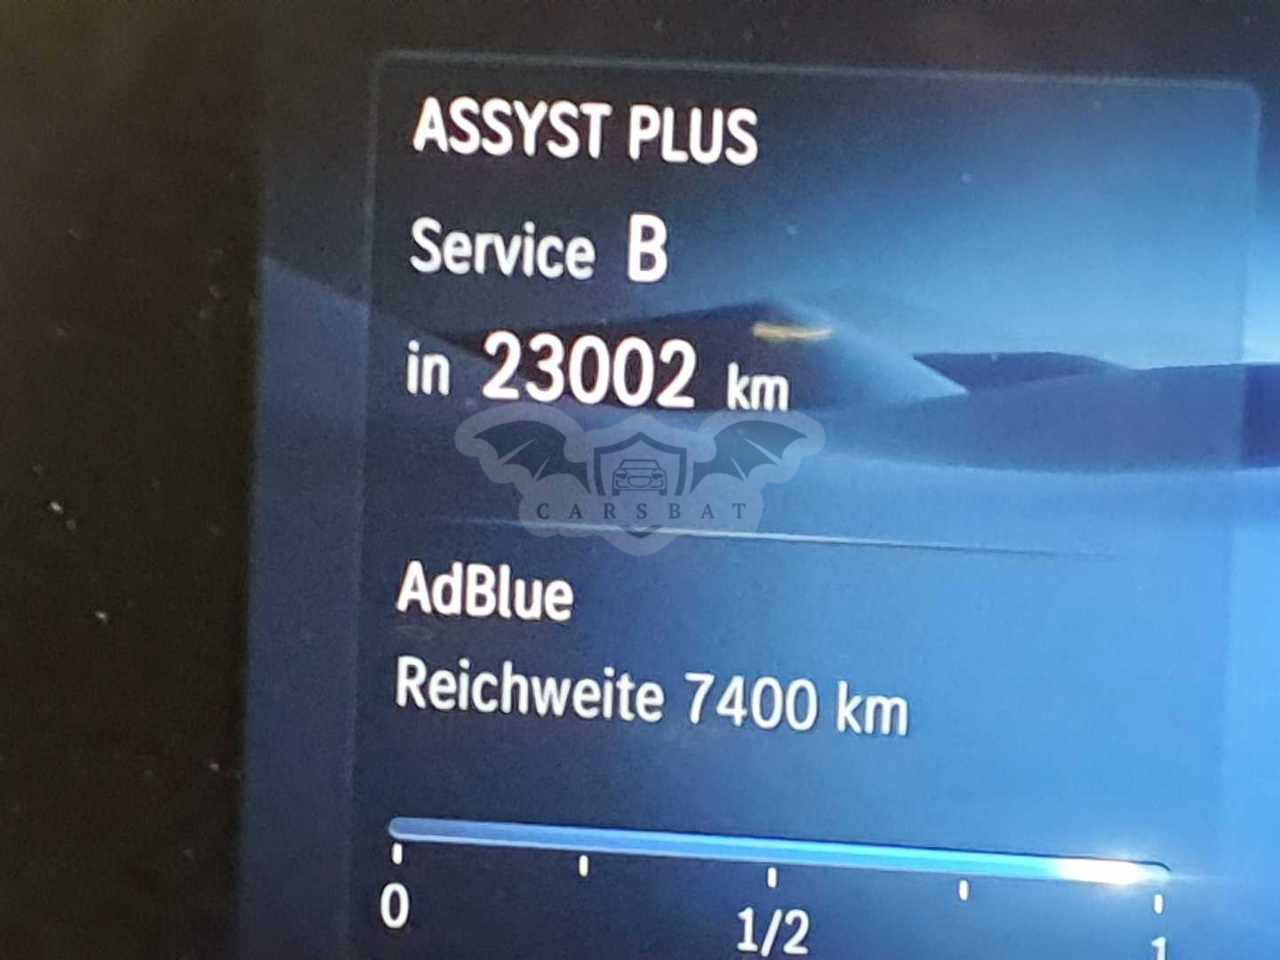 ASSYST PLUS
Service B
in 23002 km
CARSBAT
AdBlue
Reichweite 7400 km
0 1/2 1